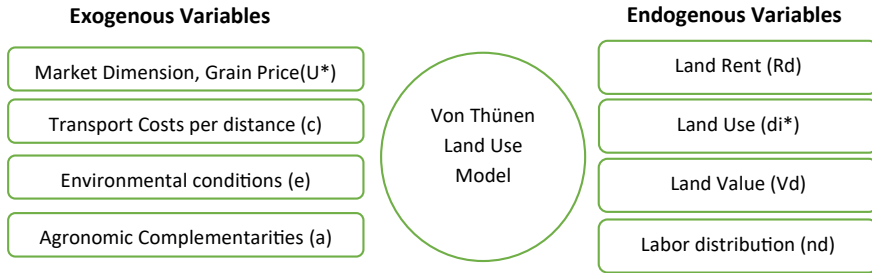 Exogenous Variables
Market Dimension, Grain Price(U*)
Transport Costs per distance (c)
Environmental conditions (e)
Agronomic Complementarities (a)
Von Thünen
Land Use
Model
Endogenous Variables
Land Rent (Rd)
Land Use (di*)
Land Value (Vd)
Labor distribution (nd)